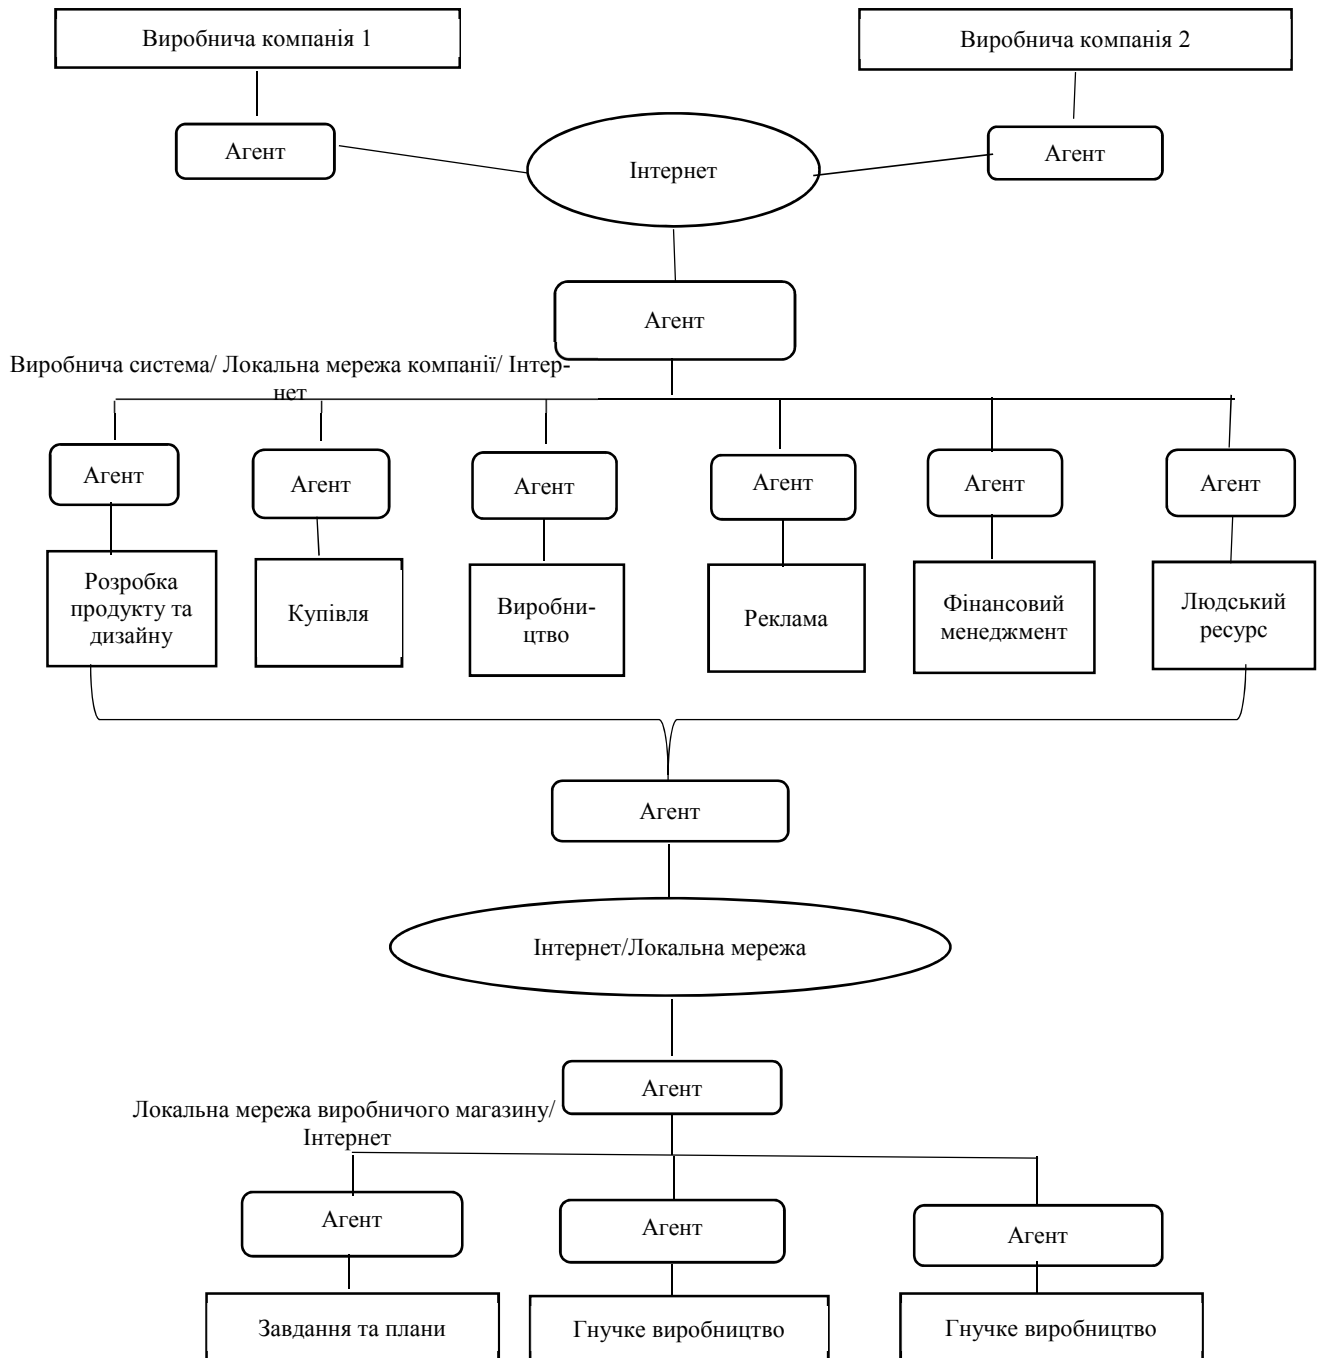 Виробнича компанія 1
Виробнича компанія 2
Агент
Агент
Інтернет
Агент
Виробнича система/ Локальна мережа компанії/ Інтер-
нет
Агент
Агент
Агент
Агент
Агент
Агент
Розробка
продукту та
дизайну
Купівля
Виробни-
цтво
Реклама
Фінансовий
менеджмент
Людський
ресурс
Агент
Інтернет/Локальна мережа
Агент
Локальна мережа виробничого магазину/
Інтернет
Агент
Агент
Агент
Завдання та плани
Гнучке виробництво
Гнучке виробництво